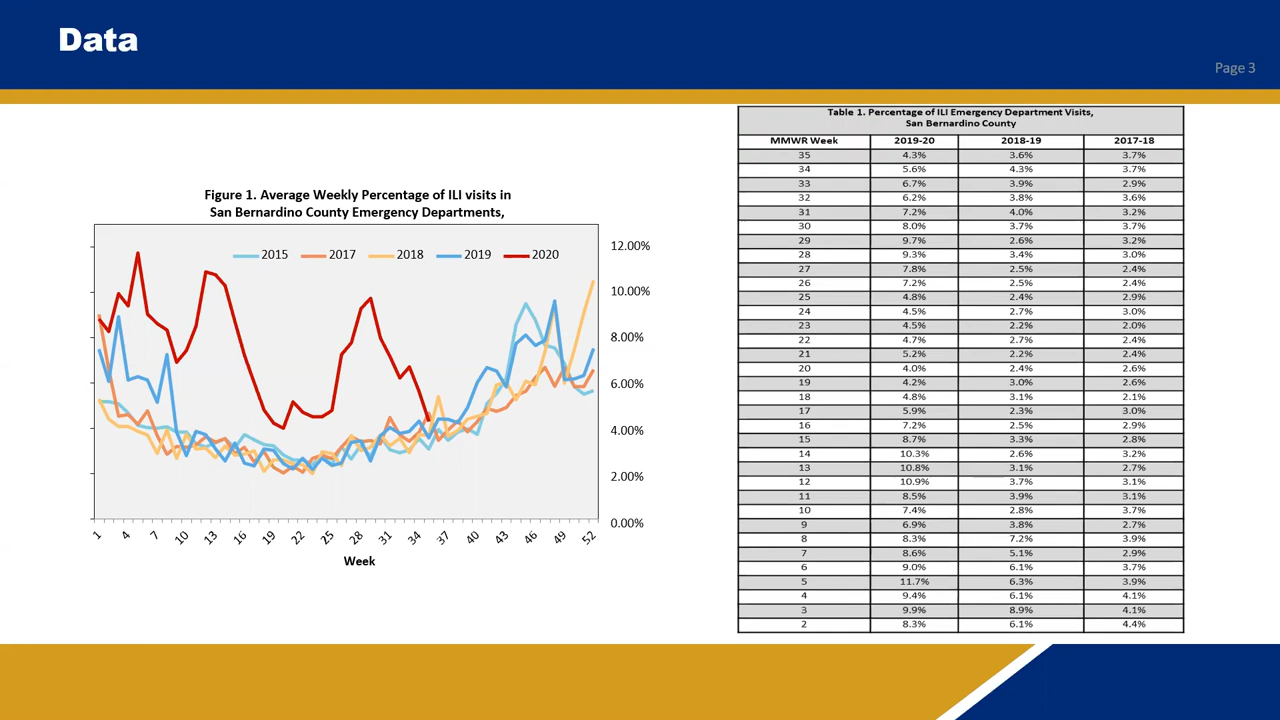 Data
Page 3
Figure 1. Average Weekly Percentage of ILI visits in
San Bernardino County Emergency Departments,
2015 2017 2018 2019 2020
12.00%
10.00%
8.00%
6.00%
4.00%
2.00%
0.00%
1 4 7 10 13 16 19 22 25 28 31 34 37 40 43 46 49 52
Week
Table 1. Percentage of ILI Emergency Department Visits,
San Bernardino County
MMWR Week 2019-20 2018-19 2017-18
35 4.3% 3.6% 3.7%
34 5.6% 4.3% 3.7%
33 6.7% 3.9% 2.9%
32 6.2% 3.8% 3.6%
31 7.2% 4.0% 3.2%
30 8.0% 3.7% 3.7%
29 9.7% 2.6% 3.2%
28 9.3% 3.4% 3.0%
27 7.8% 2.5% 2.4%
26 7.2% 2.5% 2.4%
25 4.8% 2.4% 2.9%
24 4.5% 2.7% 3.0%
23 4.5% 2.2% 2.0%
22 4.7% 2.7% 2.4%
21 5.2% 2.2% 2.4%
20 4.0% 2.4% 2.6%
19 4.2% 3.0% 2.6%
18 4.8% 3.1% 2.1%
17 5.9% 2.3% 3.0%
16 7.2% 2.5% 2.9%
15 8.7% 3.3% 2.8%
14 10.3% 2.6% 3.2%
13 10.8% 3.1% 2.7%
12 10.9% 3.7% 3.1%
11 8.5% 3.9% 3.1%
10 7.4% 2.8% 3.7%
9 6.9% 3.8% 2.7%
8 8.3% 7.2% 3.9%
7 8.6% 5.1% 2.9%
6 9.0% 6.1% 3.7%
5 11.7% 6.3% 3.9%
4 9.4% 6.1% 4.1%
3 9.9% 8.9% 4.1%
2 8.3% 6.1% 4.4%